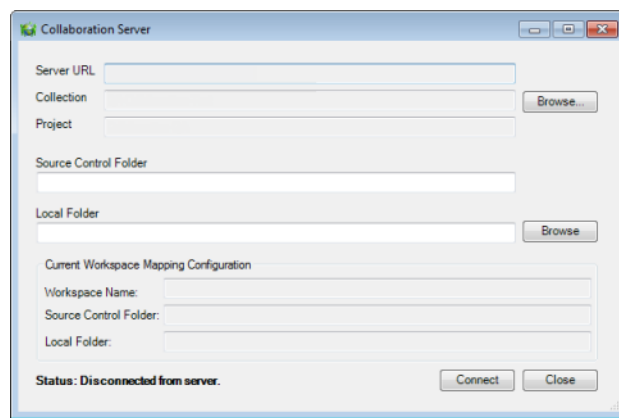 Collaboration Server
Server URL
Collection
Browse...
Project
Source Control Folder
Local Folder
Browse
Current Workspace Mapping Configuration
Workspace Name:
Source Control Folder:
Local Folder:
Status: Disconnected from server.
Connect
Close